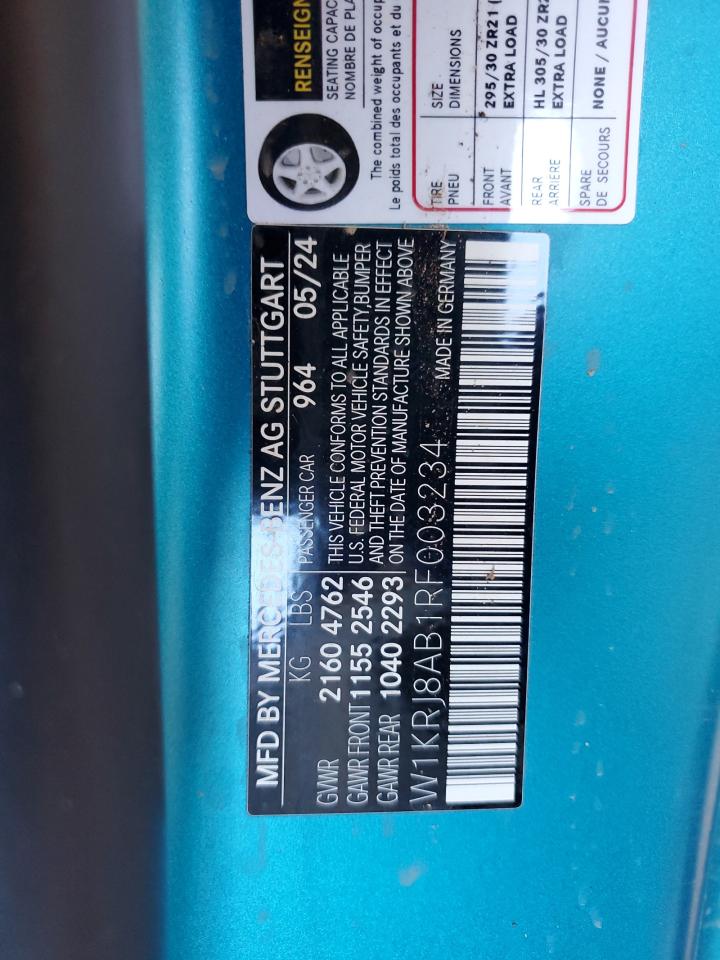 MFD BY MERCEDES-BENZ AG STUTTGART
KG LBS PASSENGER CAR 964 05/24
GVWR 2160 4762
GAWR FRONT 1155 2546
GAWR REAR 1040 2293
THIS VEHICLE CONFORMS TO ALL APPLICABLE
U.S. FEDERAL MOTOR VEHICLE SAFETY,BUMPER
AND THEFT PREVENTION STANDARDS IN EFFECT
ON THE DATE OF MANUFACTURE SHOWN ABOVE
W1KRJ8AB1RF003234 MADE IN GERMANY
RENSEIGN
SEATING CAPAC
NOMBRE DE PLA
The combined weight of occup
Le poids total des occupants et du
TIRE SIZE
PNEU DIMENSIONS
FRONT 295/30 ZR21 (
AVANT EXTRA LOAD
REAR HL 305/30 ZR2
ARRIERE EXTRA LOAD
SPARE NONE / AUCUN
DE SECOURS